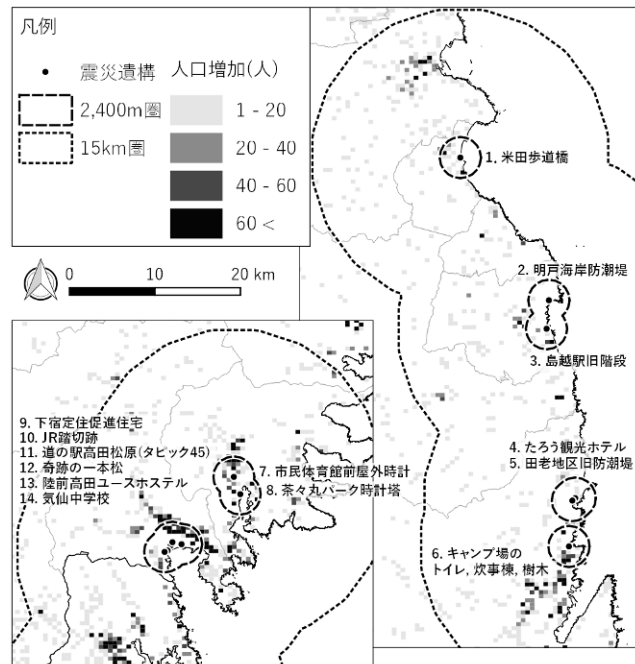 凡例
震災遺構
2,400m圏
15km圏
人口増加(人)
1 - 20
20 - 40
40 - 60
60 <
0 10 20 km
1. 米田歩道橋
2. 明戸海岸防潮堤
3. 島越駅旧階段
4. たろう観光ホテル
5. 田老地区旧防潮堤
6. キャンプ場の
トイレ, 炊事棟, 樹木
7. 市民体育館前屋外時計
8. 茶々丸パーク時計塔
9. 下宿定住促進住宅
10. JR踏切跡
11. 道の駅高田松原(タピック45)
12. 奇跡の一本松
13. 陸前高田ユースホステル
14. 気仙中学校